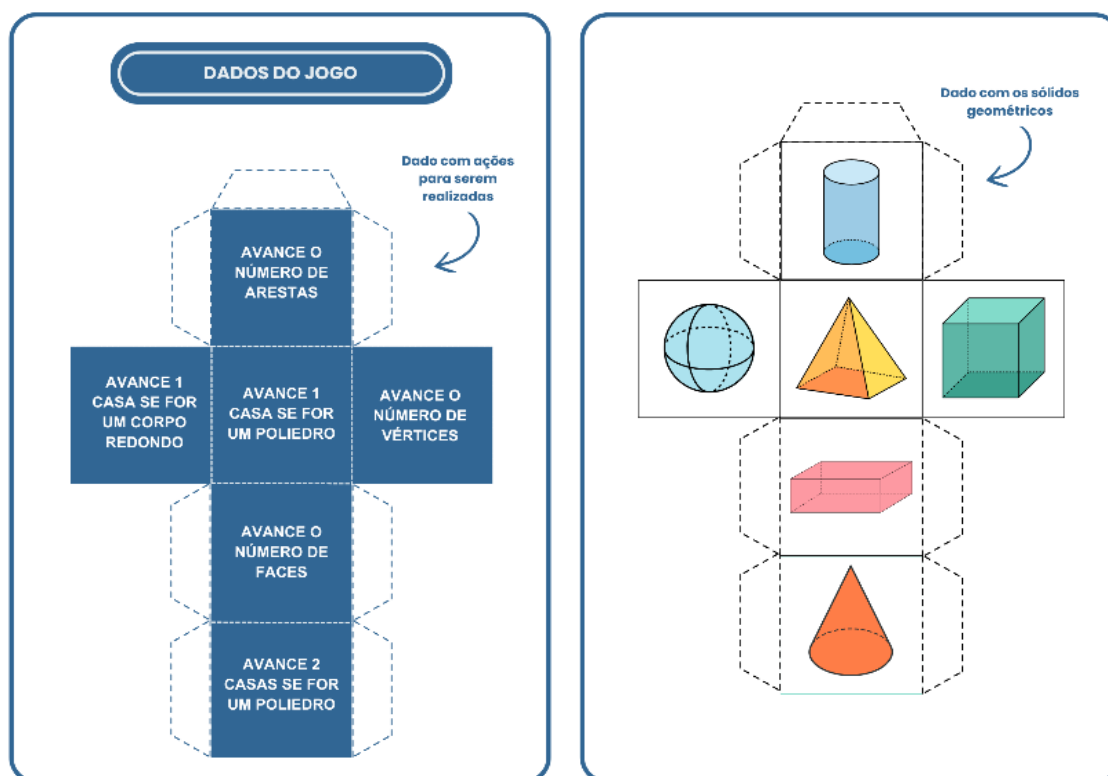 DADOS DO JOGO
Dado com ações
para serem
realizadas
AVANCE O
NÚMERO DE
ARESTAS
AVANCE 1
CASA SE FOR
UM CORPO
REDONDO
AVANCE 1
CASA SE FOR
UM POLIEDRO
AVANCE O
NÚMERO DE
VÉRTICES
AVANCE O
NÚMERO DE
FACES
AVANCE 2
CASAS SE FOR
UM POLIEDRO
Dado com os sólidos
geométricos